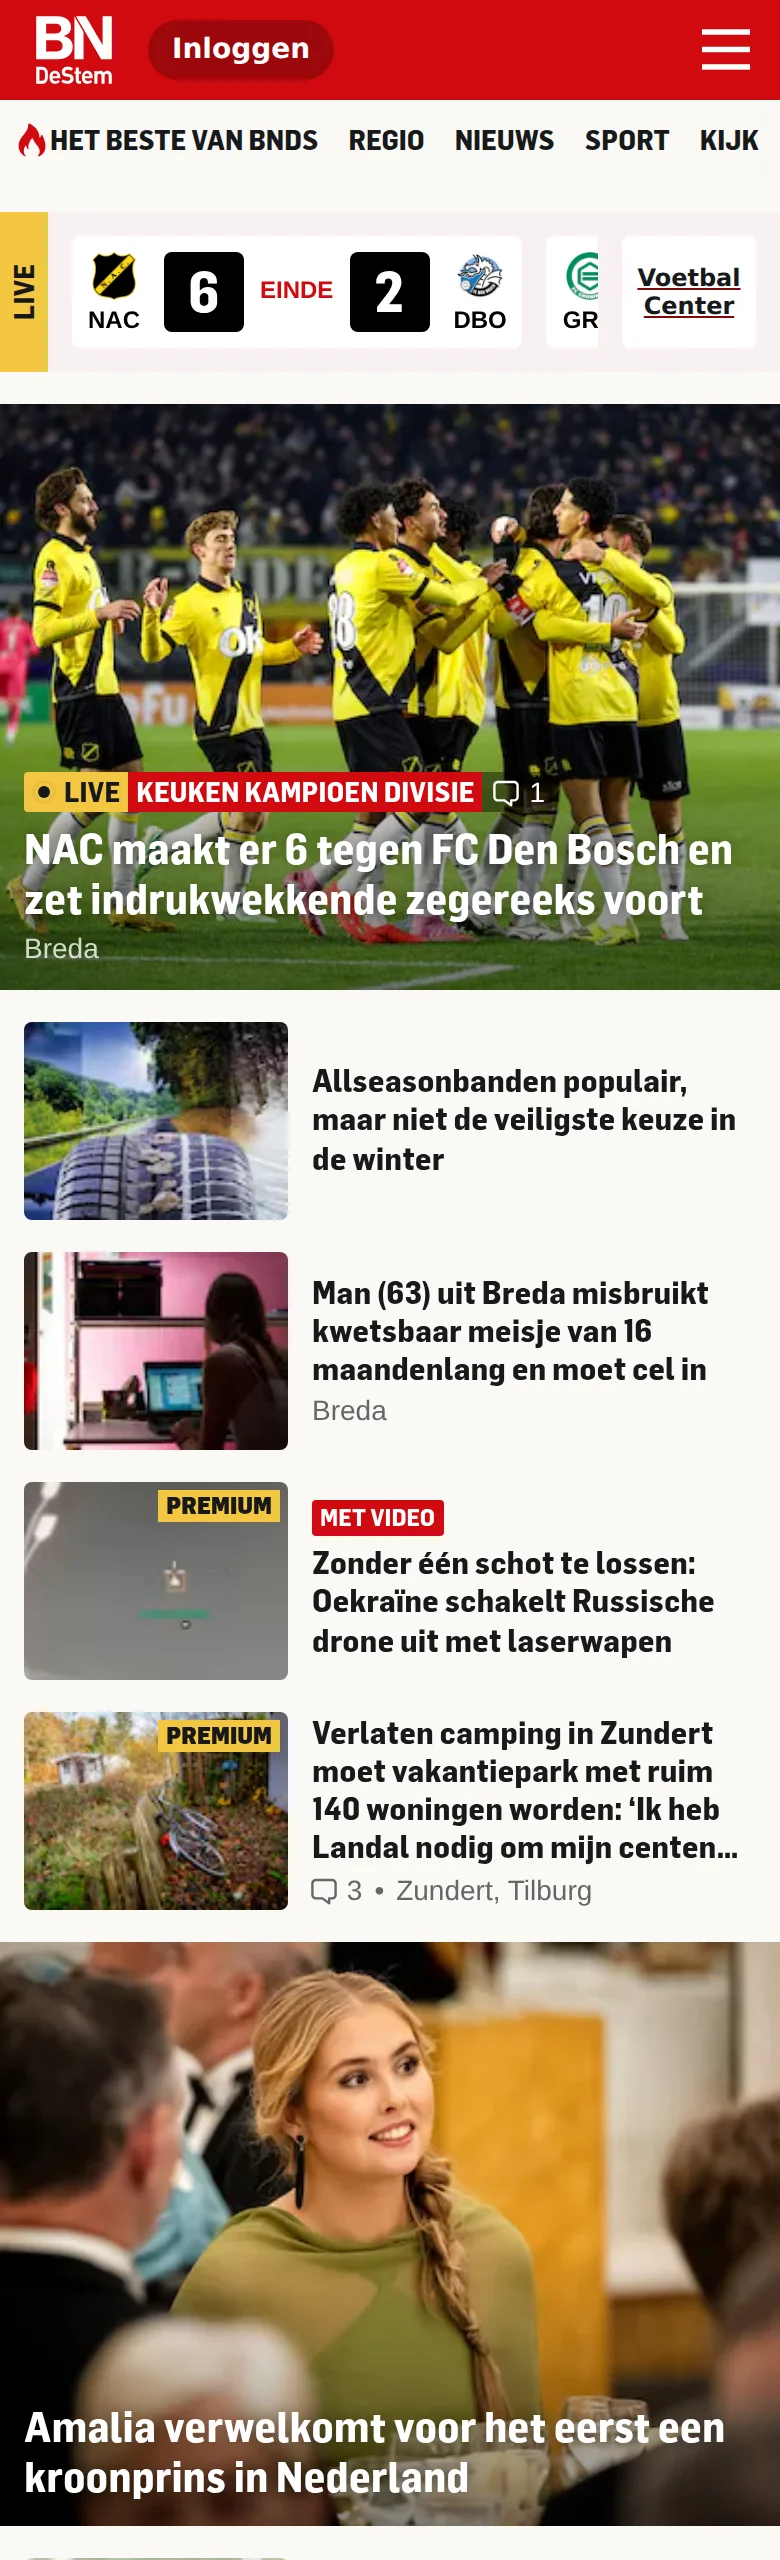 BN
DeStem
Inloggen
HET BESTE VAN BNDS REGIO NIEUWS SPORT KIJK
LIVE
NAC 6 EINDE 2 DBO
GR
Voetbal
Center
OK
10
LIVE KEUKEN KAMPIOEN DIVISIE 1
NAC maakt er 6 tegen FC Den Bosch en
zet indrukwekkende zegereeks voort
Breda
Allseasonbanden populair,
maar niet de veiligste keuze in
de winter
Man (63) uit Breda misbruikt
kwetsbaar meisje van 16
maandenlang en moet cel in
Breda
PREMIUM
MET VIDEO
Zonder één schot te lossen:
Oekraïne schakelt Russische
drone uit met laserwapen
PREMIUM
Verlaten camping in Zundert
moet vakantiepark met ruim
140 woningen worden: ‘Ik heb
Landal nodig om mijn centen...
3 • Zundert, Tilburg
Amalia verwelkomt voor het eerst een
kroonprins in Nederland